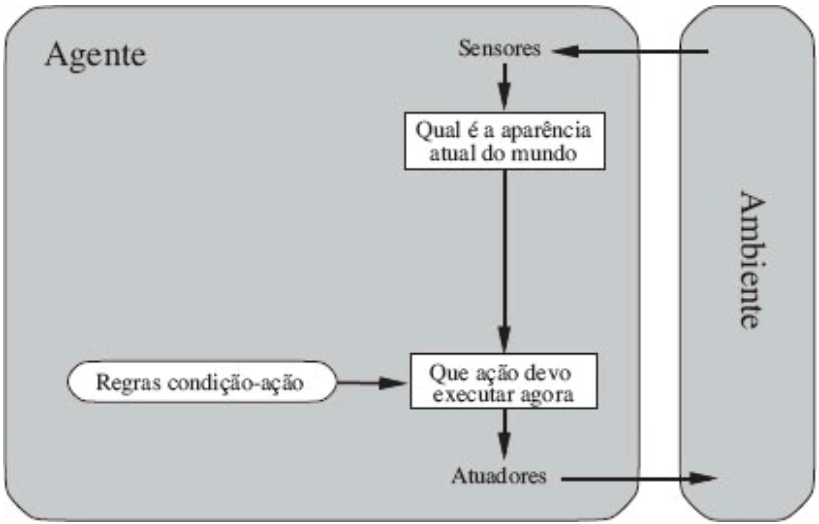 Agente
Sensores
Qual é a aparência
atual do mundo
Ambiente
Regras condição-ação
Que ação devo
executar agora
Atuadores